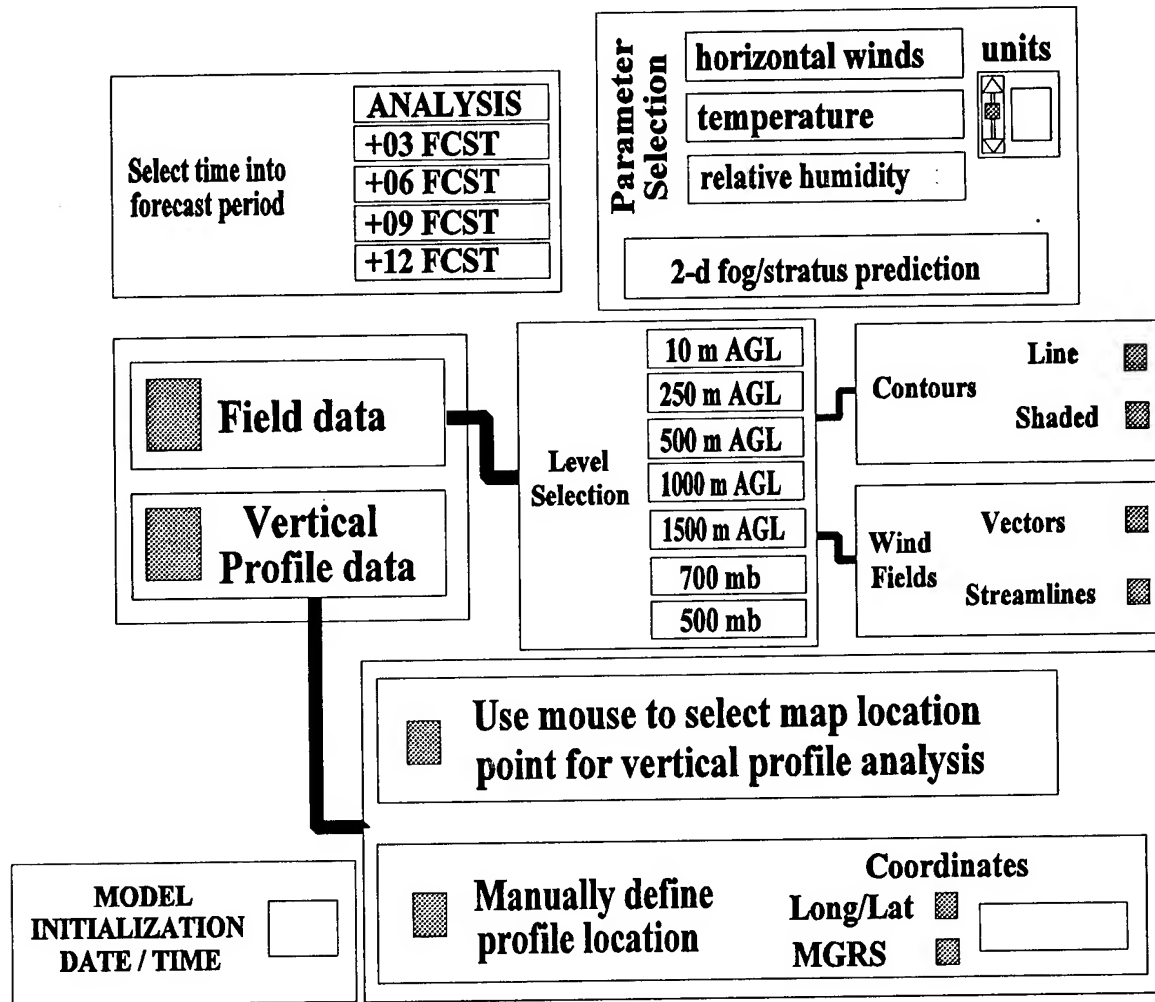 Select time into
forecast period
ANALYSIS
+03 FCST
+06 FCST
+09 FCST
+12 FCST
Parameter
Selection
horizontal winds
temperature
relative humidity
units
2-d fog/stratus prediction
Field data
Vertical
Profile data
Level
Selection
10 m AGL
250 m AGL
500 m AGL
1000 m AGL
1500 m AGL
700 mb
500 mb
Contours
Line
Shaded
Wind
Fields
Vectors
Streamlines
Use mouse to select map location
point for vertical profile analysis
Manually define
profile location
Coordinates
Long/Lat
MGRS
MODEL
INITIALIZATION
DATE / TIME